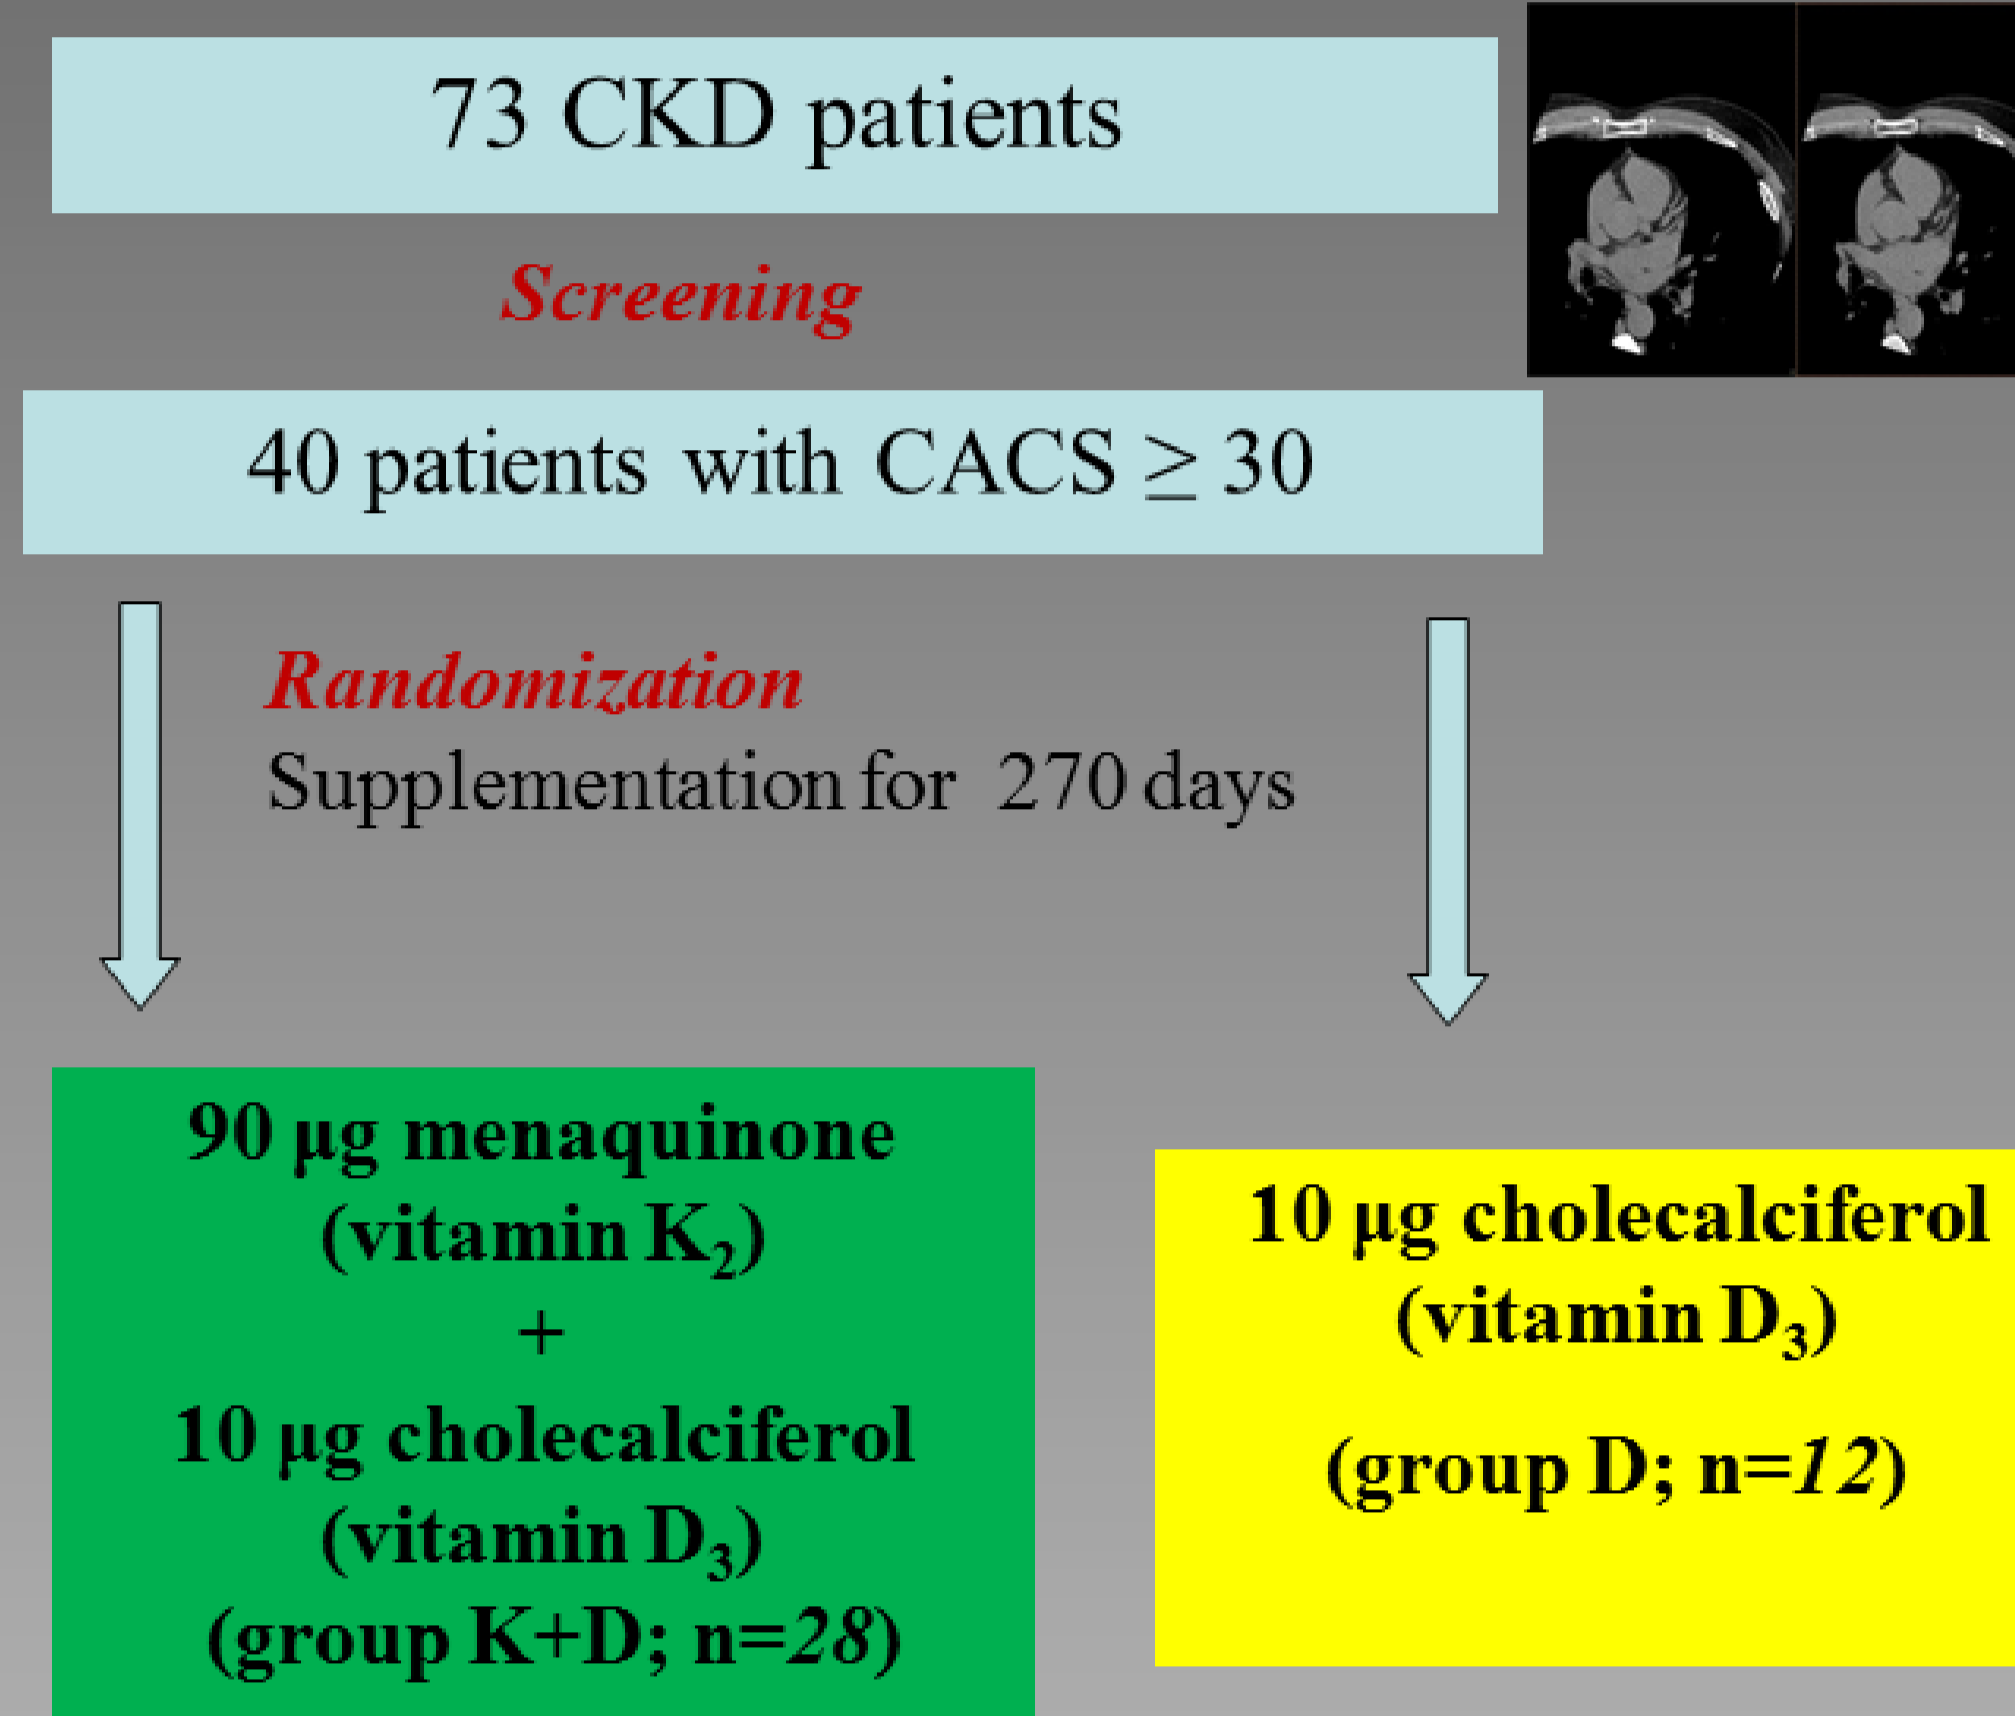 73 CKD patients
Screening
40 patients with CACS ≥ 30
Randomization
Supplementation for 270 days
90 µg menaquinone
(vitamin K₂)
+
10 µg cholecalciferol
(vitamin D₃)
(group K+D; n=28)
10 µg cholecalciferol
(vitamin D₃)
(group D; n=12)